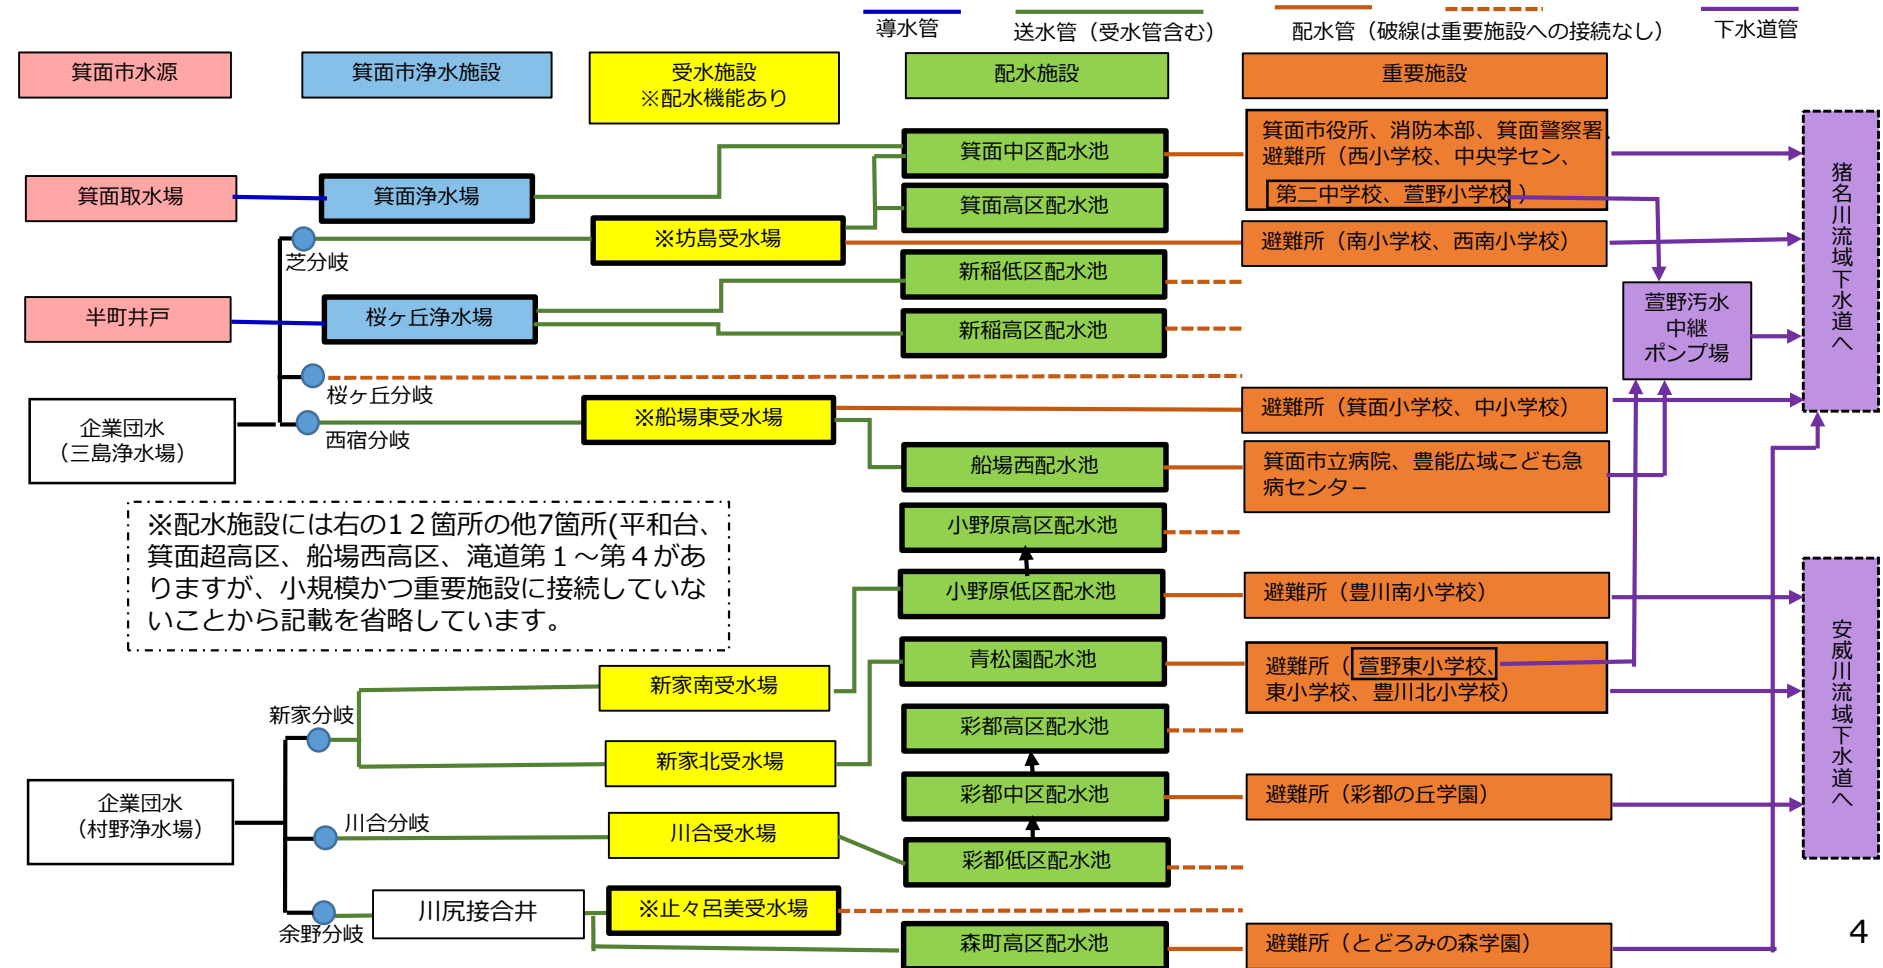 導水管
送水管（受水管含む）
配水管（破線は重要施設への接続なし）
下水道管
箕面市水源
箕面市浄水施設
受水施設
※配水機能あり
配水施設
重要施設
箕面取水場
箕面浄水場
芝分岐
※坊島受水場
箕面中区配水池
箕面高区配水池
箕面市役所、消防本部、箕面警察署、
避難所（西小学校、中央学セン、
第二中学校、萱野小学校）
避難所（南小学校、西南小学校）
半町井戸
桜ヶ丘浄水場
新稲低区配水池
新稲高区配水池
萱野汚水
中継
ポンプ場
猪名川流域下水道へ
桜ヶ丘分岐
企業団水
（三島浄水場）
西宿分岐
※船場東受水場
避難所（箕面小学校、中小学校）
船場西配水池
箕面市立病院、豊能広域こども急
病センター
※配水施設には右の1２箇所の他7箇所(平和台、
箕面超高区、船場西高区、滝道第１～第４があ
りますが、小規模かつ重要施設に接続していな
いことから記載を省略しています。
小野原高区配水池
小野原低区配水池
避難所（豊川南小学校）
青松園配水池
避難所（萱野東小学校、
東小学校、豊川北小学校）
安威川流域下水道へ
新家分岐
新家南受水場
新家北受水場
彩都高区配水池
企業団水
（村野浄水場）
川合分岐
川合受水場
彩都中区配水池
避難所（彩都の丘学園）
彩都低区配水池
余野分岐
川尻接合井
※止々呂美受水場
森町高区配水池
避難所（とどろみの森学園）
4